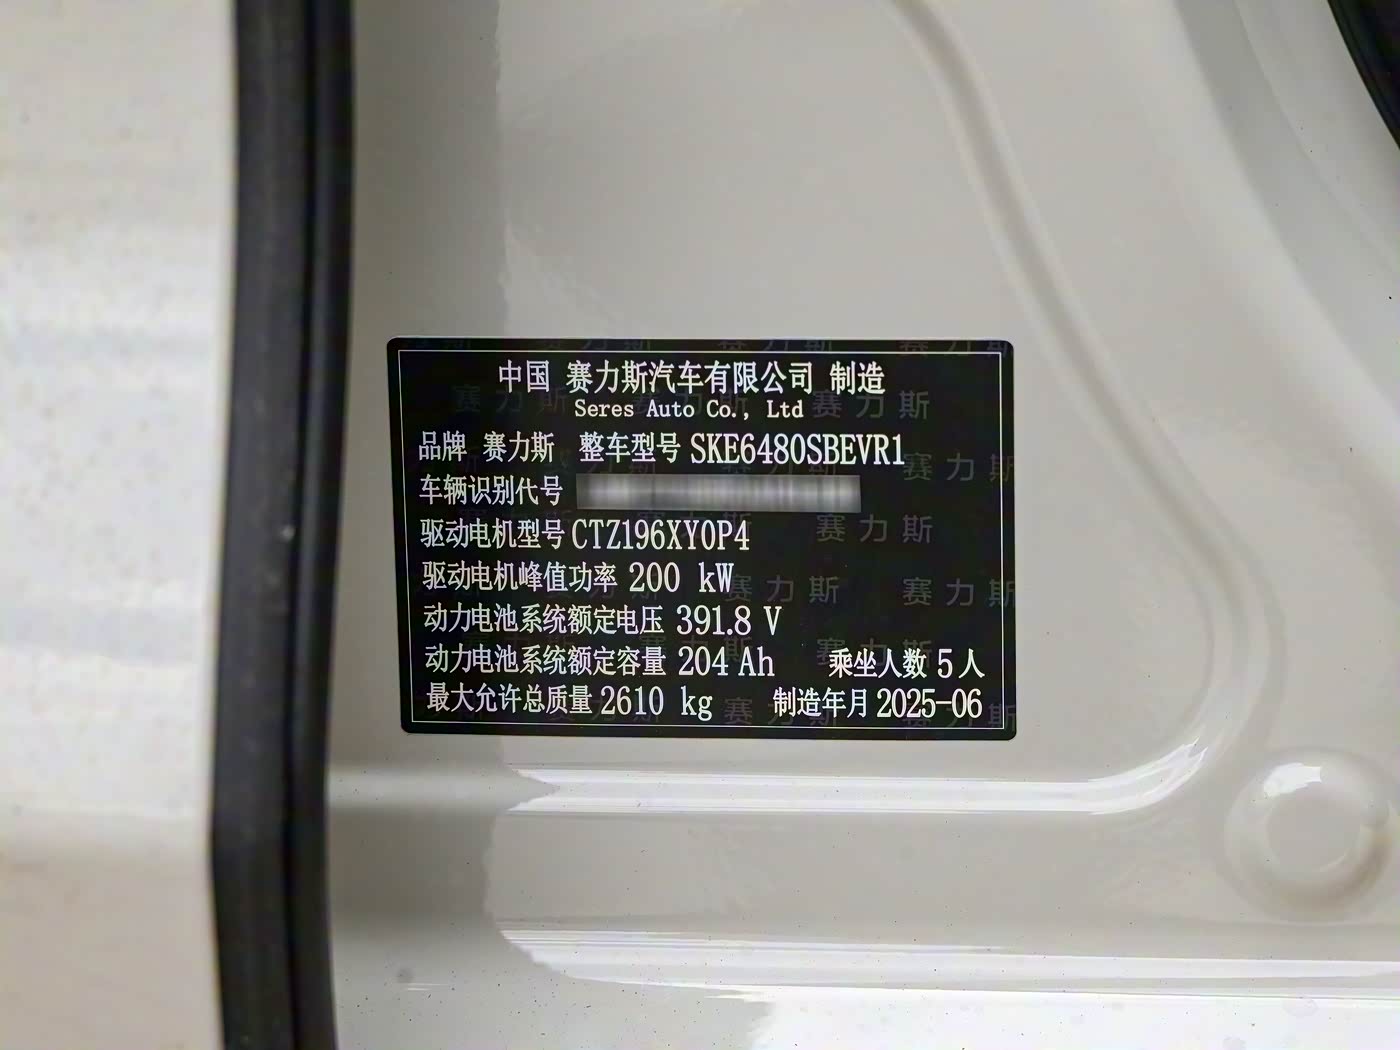 中国 赛力斯汽车有限公司 制造
Seres Auto Co., Ltd
品牌 赛力斯 整车型号 SKE6480SBEVR1
车辆识别代号
驱动电机型号 CTZ196XY0P4
驱动电机峰值功率 200 kW
动力电池系统额定电压 391.8 V
动力电池系统额定容量 204 Ah 乘坐人数 5 人
最大允许总质量 2610 kg 制造年月 2025-06